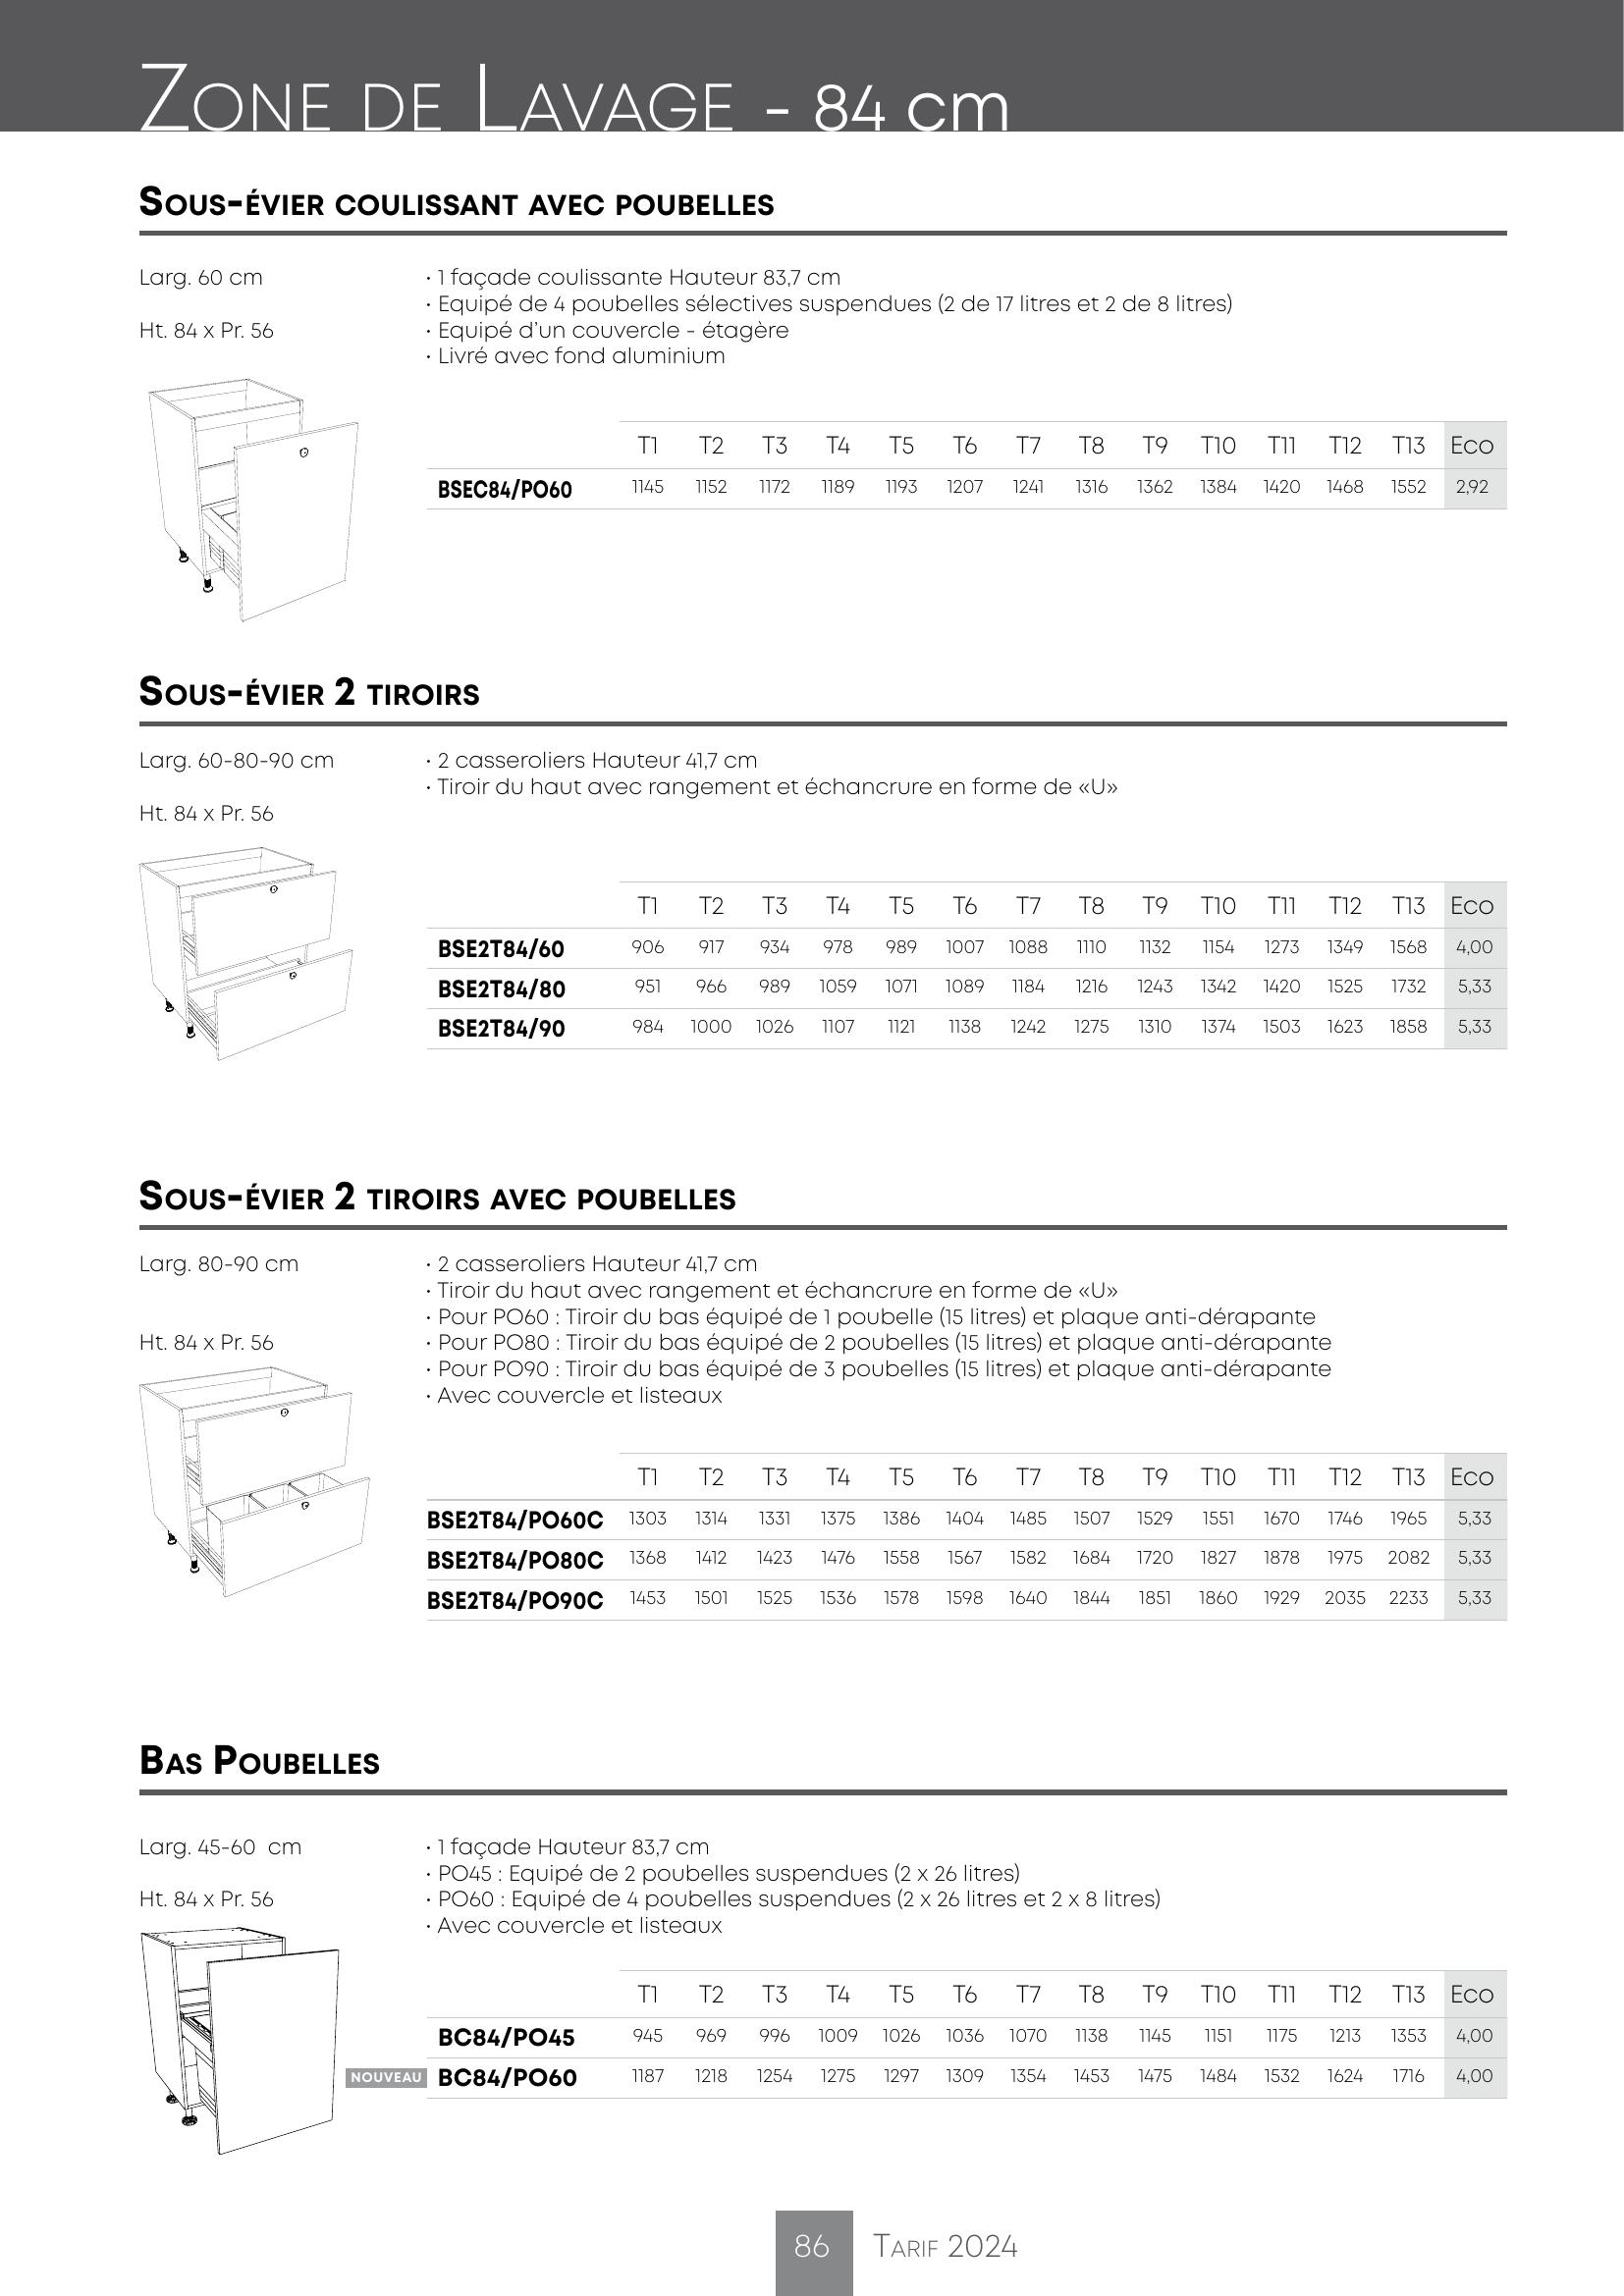 Zone de Lavage - 84 cm
Sous-évier coulissant avec poubelles
Larg. 60 cm
Ht. 84 x Pr. 56
· 1 façade coulissante Hauteur 83,7 cm
· Equipé de 4 poubelles sélectives suspendues (2 de 17 litres et 2 de 8 litres)
· Equipé d'un couvercle - étagère
· Livré avec fond aluminium
T1 T2 T3 T4 T5 T6 T7 T8 T9 T10 T11 T12 T13 Eco
BSEC84/PO60 1145 1152 1172 1189 1193 1207 1241 1316 1362 1384 1420 1468 1552 2,92
Sous-évier 2 tiroirs
Larg. 60-80-90 cm
Ht. 84 x Pr. 56
· 2 casseroliers Hauteur 41,7 cm
· Tiroir du haut avec rangement et échancrure en forme de «U»
T1 T2 T3 T4 T5 T6 T7 T8 T9 T10 T11 T12 T13 Eco
BSE2T84/60 906 917 934 978 989 1007 1088 1110 1132 1154 1273 1349 1568 4,00
BSE2T84/80 951 966 989 1059 1071 1089 1184 1216 1243 1342 1420 1525 1732 5,33
BSE2T84/90 984 1000 1026 1107 1121 1138 1242 1275 1310 1374 1503 1623 1858 5,33
Sous-évier 2 tiroirs avec poubelles
Larg. 80-90 cm
Ht. 84 x Pr. 56
· 2 casseroliers Hauteur 41,7 cm
· Tiroir du haut avec rangement et échancrure en forme de «U»
· Pour PO60 : Tiroir du bas équipé de 1 poubelle (15 litres) et plaque anti-dérapante
· Pour PO80 : Tiroir du bas équipé de 2 poubelles (15 litres) et plaque anti-dérapante
· Pour PO90 : Tiroir du bas équipé de 3 poubelles (15 litres) et plaque anti-dérapante
· Avec couvercle et listeaux
T1 T2 T3 T4 T5 T6 T7 T8 T9 T10 T11 T12 T13 Eco
BSE2T84/PO60C 1303 1314 1331 1375 1386 1404 1485 1507 1529 1551 1670 1746 1965 5,33
BSE2T84/PO80C 1368 1412 1423 1476 1558 1567 1582 1684 1720 1827 1878 1975 2082 5,33
BSE2T84/PO90C 1453 1501 1525 1536 1578 1598 1640 1844 1851 1860 1929 2035 2233 5,33
Bas Poubelles
Larg. 45-60 cm
Ht. 84 x Pr. 56
· 1 façade Hauteur 83,7 cm
· PO45 : Equipé de 2 poubelles suspendues (2 x 26 litres)
· PO60 : Equipé de 4 poubelles suspendues (2 x 26 litres et 2 x 8 litres)
· Avec couvercle et listeaux
T1 T2 T3 T4 T5 T6 T7 T8 T9 T10 T11 T12 T13 Eco
BC84/PO45 945 969 996 1009 1026 1036 1070 1138 1145 1151 1175 1213 1353 4,00
NOUVEAU BC84/PO60 1187 1218 1254 1275 1297 1309 1354 1453 1475 1484 1532 1624 1716 4,00
86 Tarif 2024